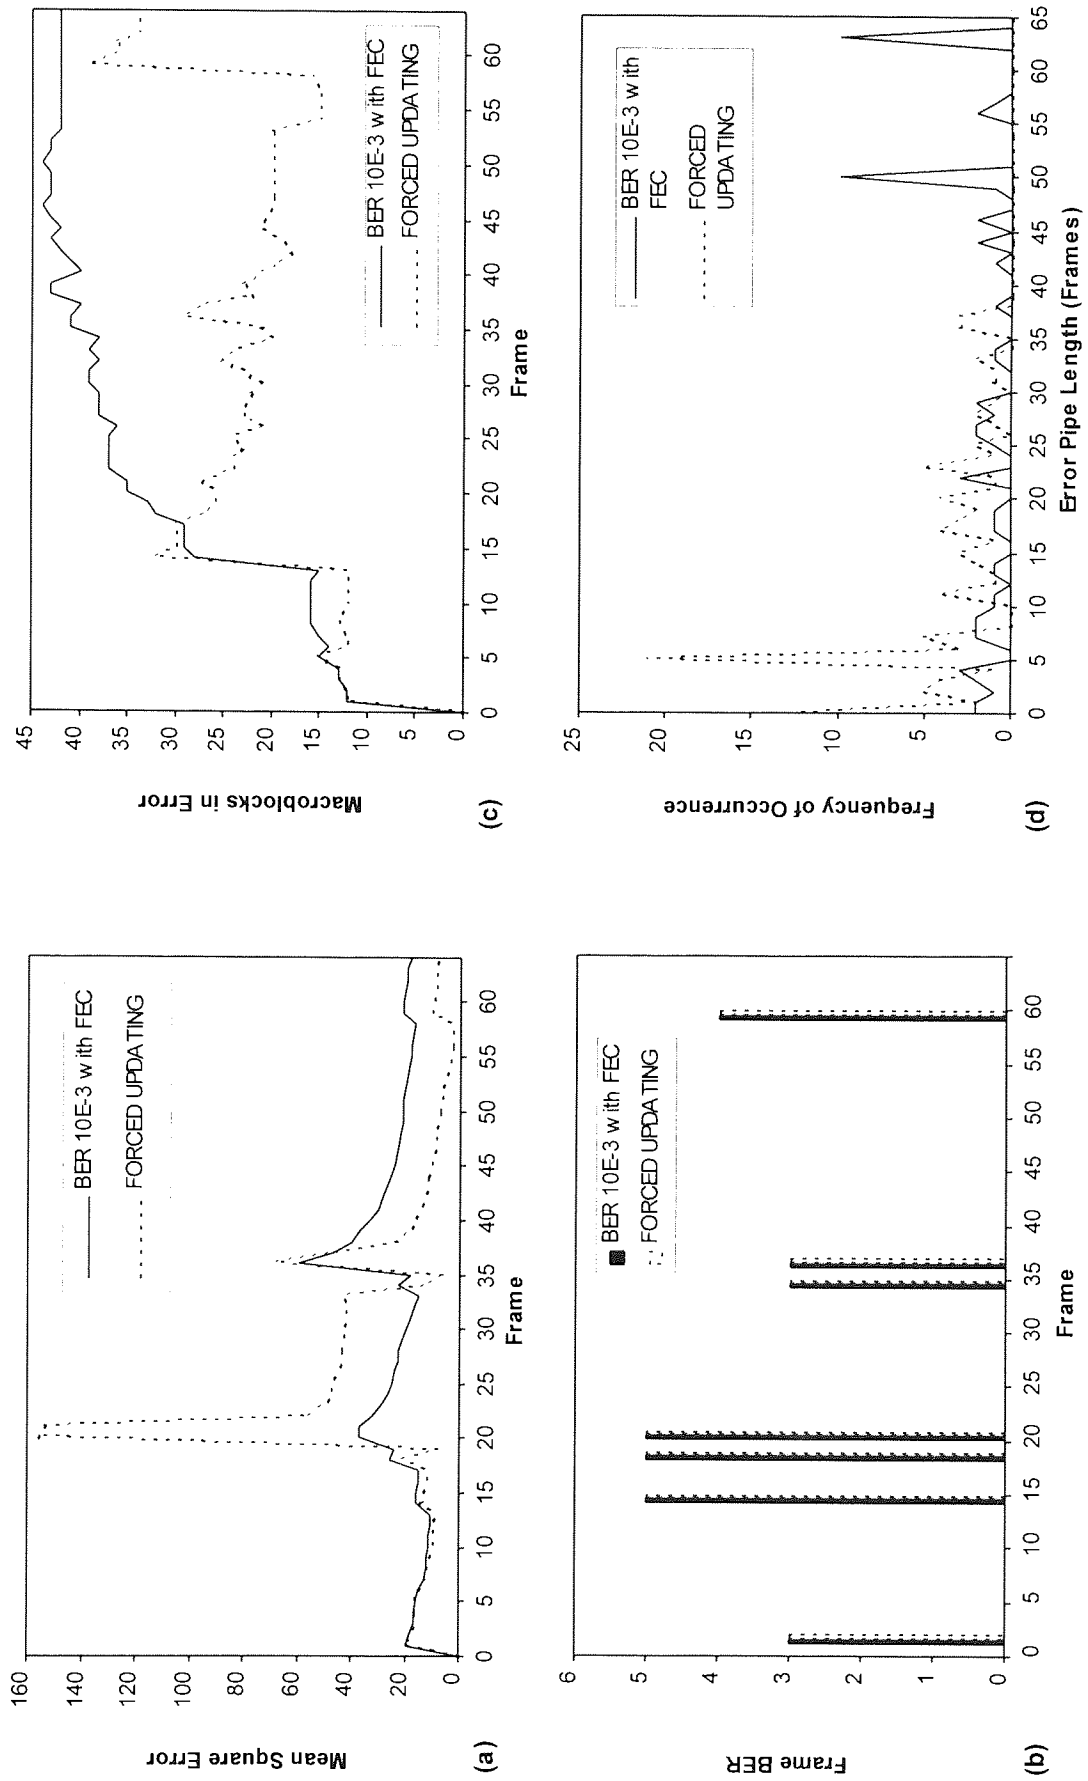 160
140
120
100
80
60
40
20
0
Mean Square Error
BER 10E-3 with FEC
FORCED UPDATING
0 5 10 15 20 25 30 35 40 45 50 55 60
Frame
(a)
45
40
35
30
25
20
15
10
5
0
Macroblocks in Error
BER 10E-3 with FEC
FORCED UPDATING
0 5 10 15 20 25 30 35 40 45 50 55 60
Frame
(c)
6
5
4
3
2
1
0
Frame BER
BER 10E-3 with FEC
FORCED UPDATING
0 5 10 15 20 25 30 35 40 45 50 55 60
Frame
(b)
25
20
15
10
5
0
Frequency of Occurrence
BER 10E-3 with
FEC
FORCED
UPDATING
0 5 10 15 20 25 30 35 40 45 50 55 60 65
Error Pipe Length (Frames)
(d)